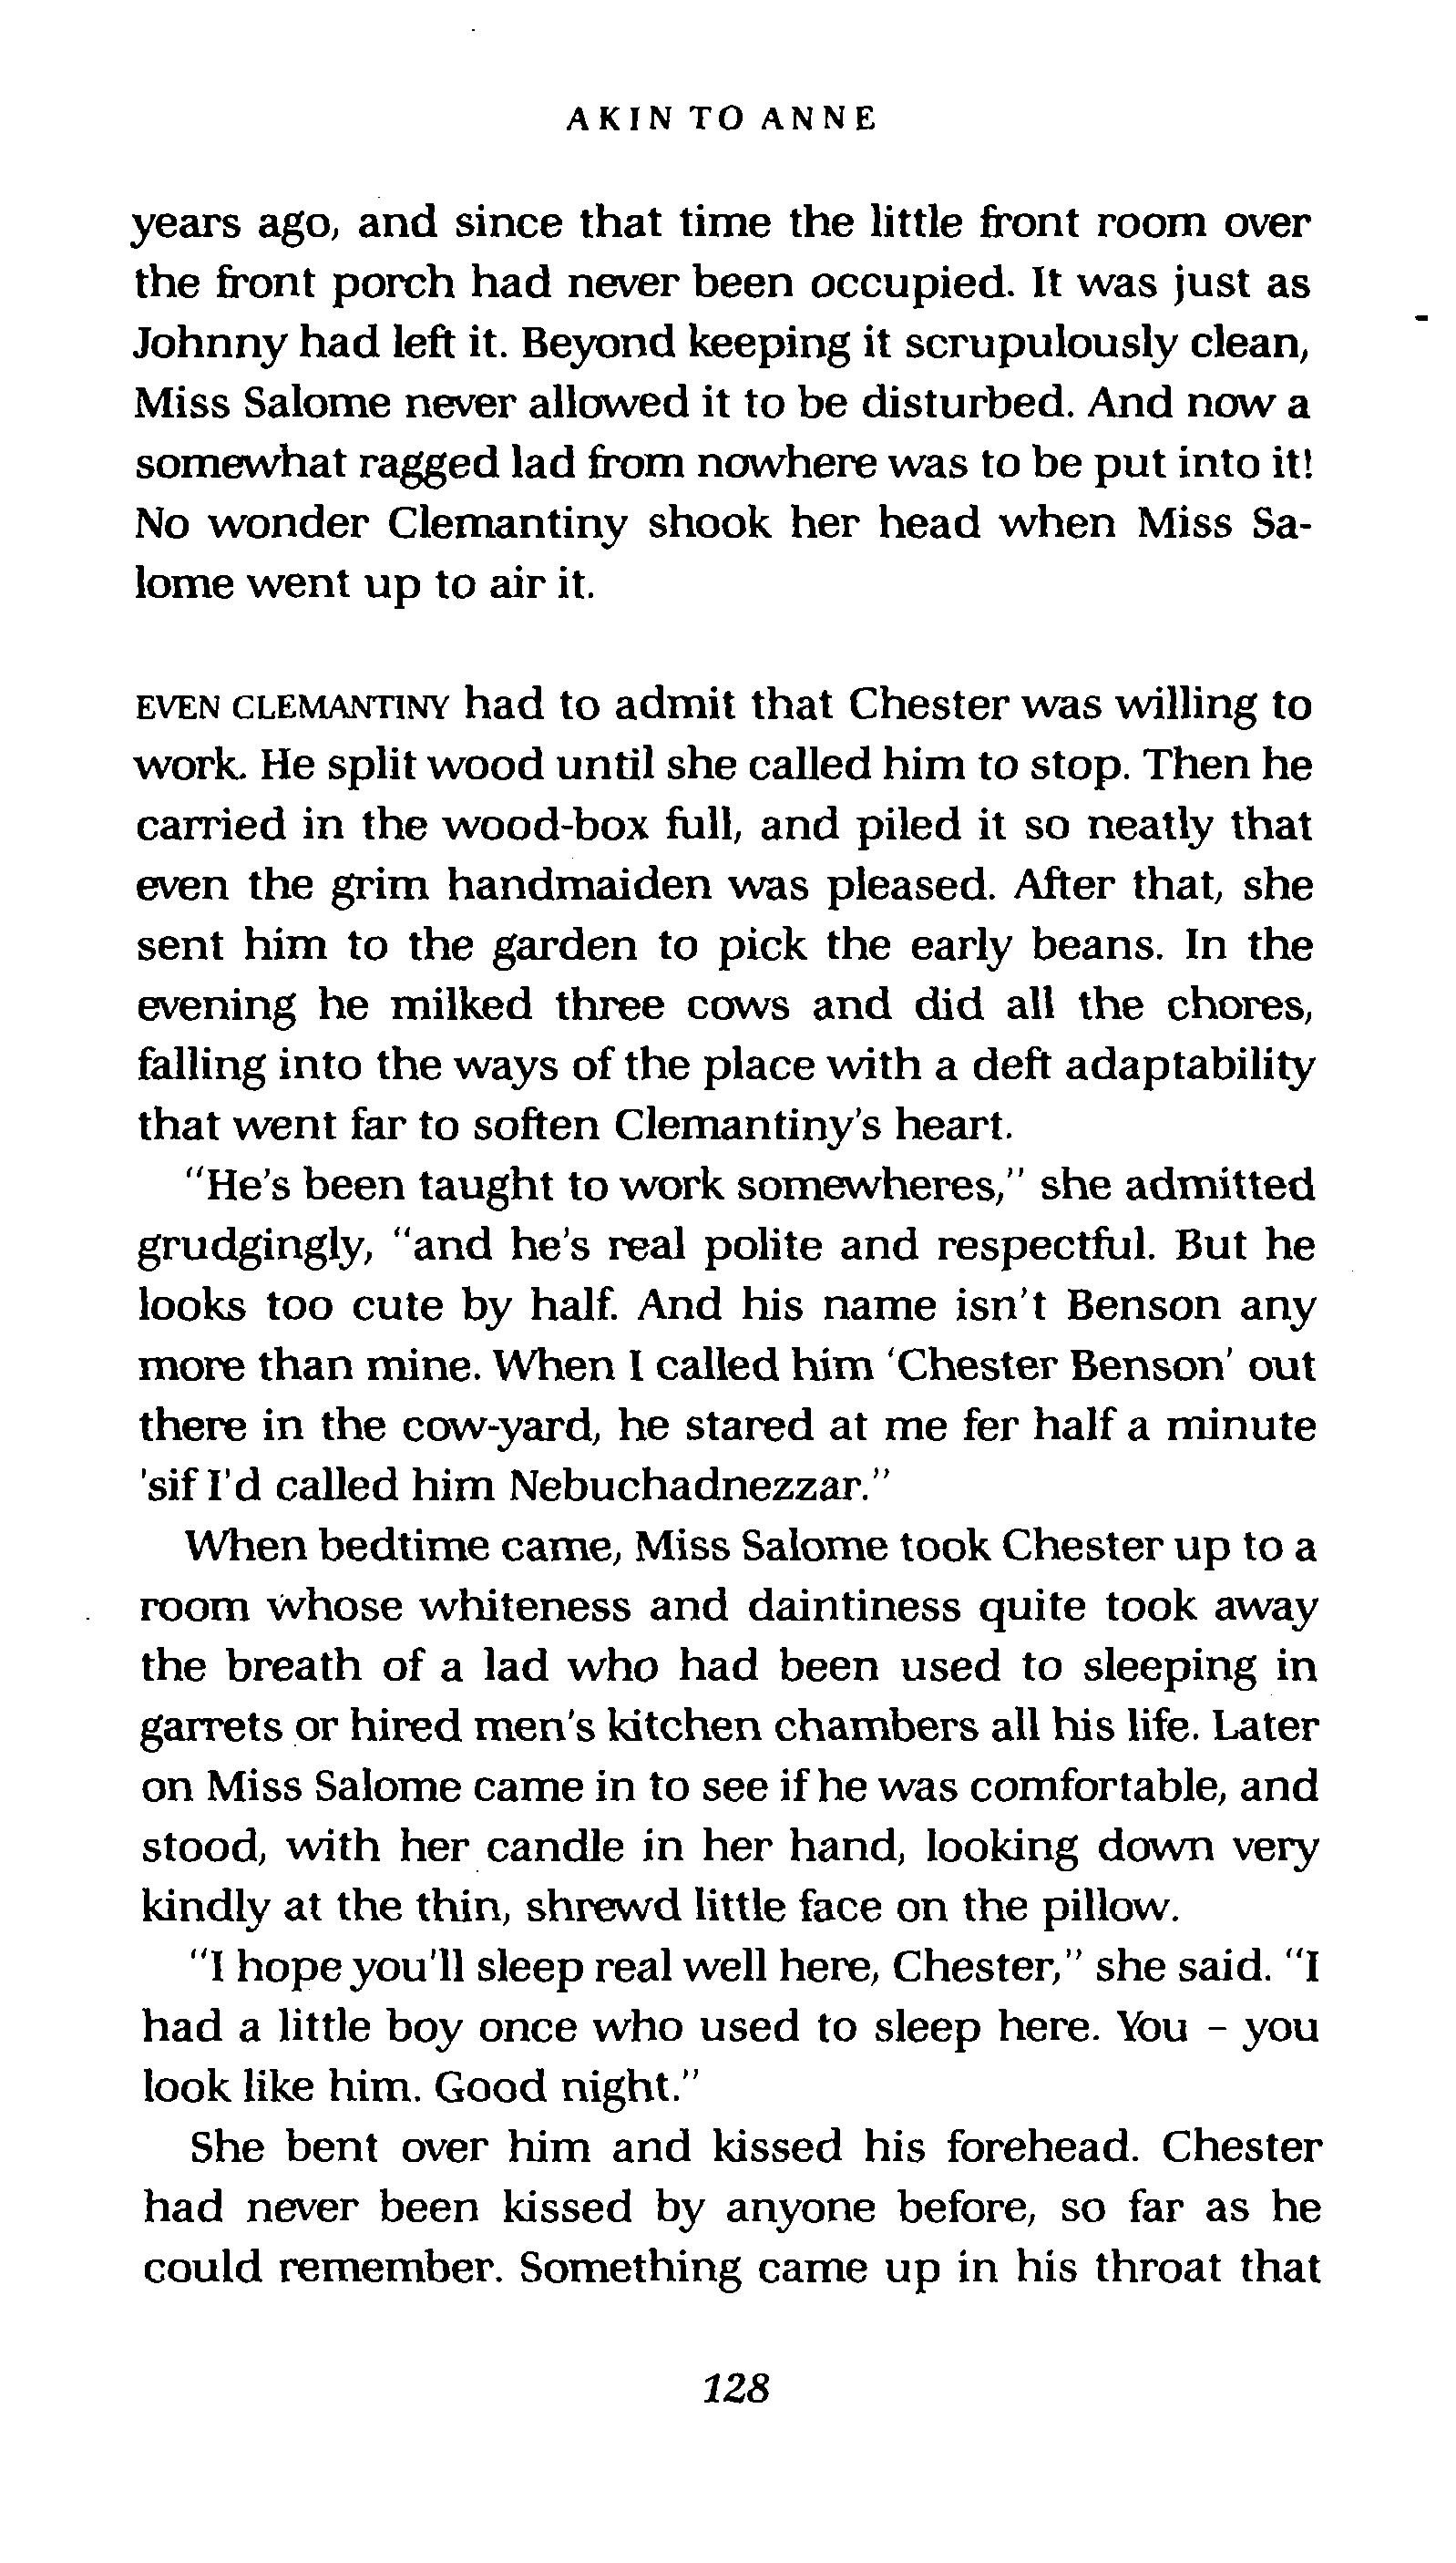 AKIN TO ANNE
years ago, and since that time the little front room over
the front porch had never been occupied. It was just as
Johnny had left it. Beyond keeping it scrupulously clean,
Miss Salome never allowed it to be disturbed. And now a
somewhat ragged lad from nowhere was to be put into it!
No wonder Clemantiny shook her head when Miss Sa-
lome went up to air it.
EVEN CLEMANTINY had to admit that Chester was willing to
work. He split wood until she called him to stop. Then he
carried in the wood-box full, and piled it so neatly that
even the grim handmaiden was pleased. After that, she
sent him to the garden to pick the early beans. In the
evening he milked three cows and did all the chores,
falling into the ways of the place with a deft adaptability
that went far to soften Clemantiny's heart.
"He's been taught to work somewheres," she admitted
grudgingly, "and he's real polite and respectful. But he
looks too cute by half. And his name isn't Benson any
more than mine. When I called him 'Chester Benson' out
there in the cow-yard, he stared at me fer half a minute
'sif I'd called him Nebuchadnezzar."
When bedtime came, Miss Salome took Chester up to a
room whose whiteness and daintiness quite took away
the breath of a lad who had been used to sleeping in
garrets or hired men's kitchen chambers all his life. Later
on Miss Salome came in to see if he was comfortable, and
stood, with her candle in her hand, looking down very
kindly at the thin, shrewd little face on the pillow.
"I hope you'll sleep real well here, Chester," she said. "I
had a little boy once who used to sleep here. You – you
look like him. Good night."
She bent over him and kissed his forehead. Chester
had never been kissed by anyone before, so far as he
could remember. Something came up in his throat that
128